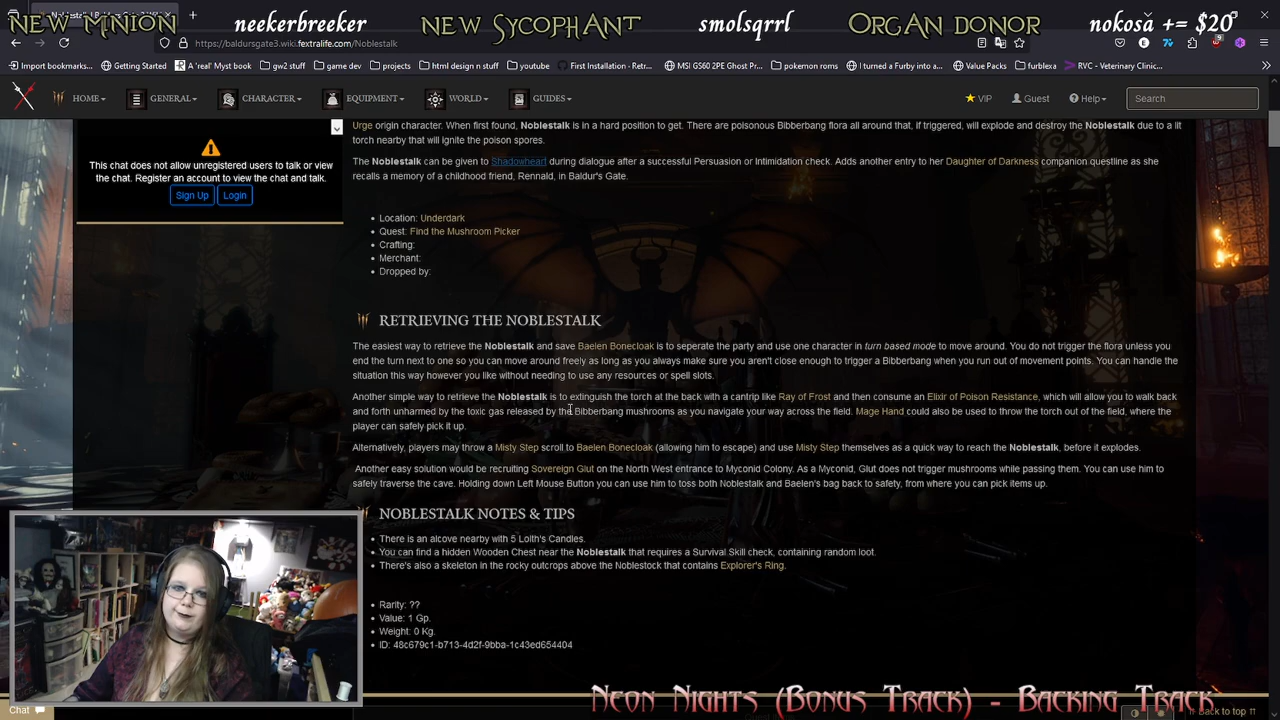 NEW MINION neekerbreeker NEW SYCOPHANT smolsqrrl ORGAN DONOR nokosa += $20
https://baldursgate3.wiki.fextralife.com/Noblestalk
Import bookmarks... Getting Started A 'real' Myst book gw2 stuff game dev projects html design n stuff youtube First Installation - Retr... MSI GS60 2PE Ghost Pr... pokemon roms I turned a Furby into a... Value Packs furblexa RVC - Veterinary Clinic...
HOME GENERAL CHARACTER EQUIPMENT WORLD GUIDES VIP Guest Help Search
This chat does not allow unregistered users to talk or view
the chat. Register an account to view the chat and talk.
Sign Up Login
Urge origin character. When first found, Noblestalk is in a hard position to get. There are poisonous Bibberbang flora all around that, if triggered, will explode and destroy the Noblestalk due to a lit
torch nearby that will ignite the poison spores.
The Noblestalk can be given to Shadowheart during dialogue after a successful Persuasion or Intimidation check. Adds another entry to her Daughter of Darkness companion questline as she
recalls a memory of a childhood friend, Rennald, in Baldur's Gate.
Location: Underdark
Quest: Find the Mushroom Picker
Crafting:
Merchant:
Dropped by:
RETRIEVING THE NOBLESTALK
The easiest way to retrieve the Noblestalk and save Baelen Bonecloak is to seperate the party and use one character in turn based mode to move around. You do not trigger the flora unless you
end the turn next to one so you can move around freely as long as you always make sure you aren't close enough to trigger a Bibberbang when you run out of movement points. You can handle the
situation this way however you like without needing to use any resources or spell slots.
Another simple way to retrieve the Noblestalk is to extinguish the torch at the back with a cantrip like Ray of Frost and then consume an Elixir of Poison Resistance, which will allow you to walk back
and forth unharmed by the toxic gas released by the Bibberbang mushrooms as you navigate your way across the field. Mage Hand could also be used to throw the torch out of the field, where the
player can safely pick it up.
Alternatively, players may throw a Misty Step scroll to Baelen Bonecloak (allowing him to escape) and use Misty Step themselves as a quick way to reach the Noblestalk, before it explodes.
Another easy solution would be recruiting Sovereign Glut on the North West entrance to Myconid Colony. As a Myconid, Glut does not trigger mushrooms while passing them. You can use him to
safely traverse the cave. Holding down Left Mouse Button you can use him to toss both Noblestalk and Baelen's bag back to safety, from where you can pick items up.
NOBLESTALK NOTES & TIPS
There is an alcove nearby with 5 Lolth's Candles.
You can find a hidden Wooden Chest near the Noblestalk that requires a Survival Skill check, containing random loot.
There's also a skeleton in the rocky outcrops above the Noblestock that contains Explorer's Ring.
Rarity: ??
Value: 1 Gp.
Weight: 0 Kg.
ID: 48c679c1-b713-4d2f-9bba-1c43ed654404
Neon Nights (Bonus Track) - Backing Track
Chat Back to top